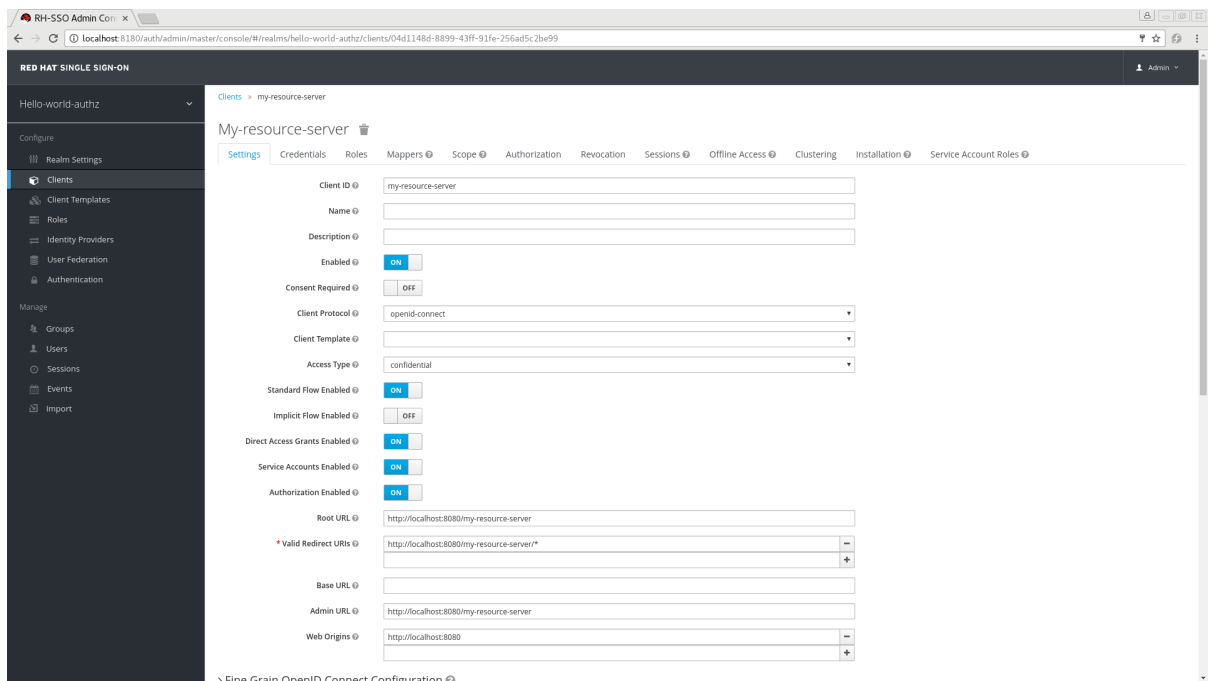 RH-SSO Admin Con ×
localhost:8180/auth/admin/master/console/#/realms/hello-world-authz/clients/04d1148d-8899-43ff-91fe-256ad5c2be99
RED HAT SINGLE SIGN-ON
Admin
Hello-world-authz
Clients » my-resource-server
My-resource-server
Configure
Realm Settings
Clients
Client Templates
Roles
Identity Providers
User Federation
Authentication
Manage
Groups
Users
Sessions
Events
Import
Settings Credentials Roles Mappers Scope Authorization Revocation Sessions Offline Access Clustering Installation Service Account Roles
Client ID my-resource-server
Name
Description
Enabled ON
Consent Required OFF
Client Protocol openid-connect
Client Template
Access Type confidential
Standard Flow Enabled ON
Implicit Flow Enabled OFF
Direct Access Grants Enabled ON
Service Accounts Enabled ON
Authorization Enabled ON
Root URL http://localhost:8080/my-resource-server
* Valid Redirect URIs http://localhost:8080/my-resource-server/*
Base URL
Admin URL http://localhost:8080/my-resource-server
Web Origins http://localhost:8080
Fine Grain OpenID Connect Configuration